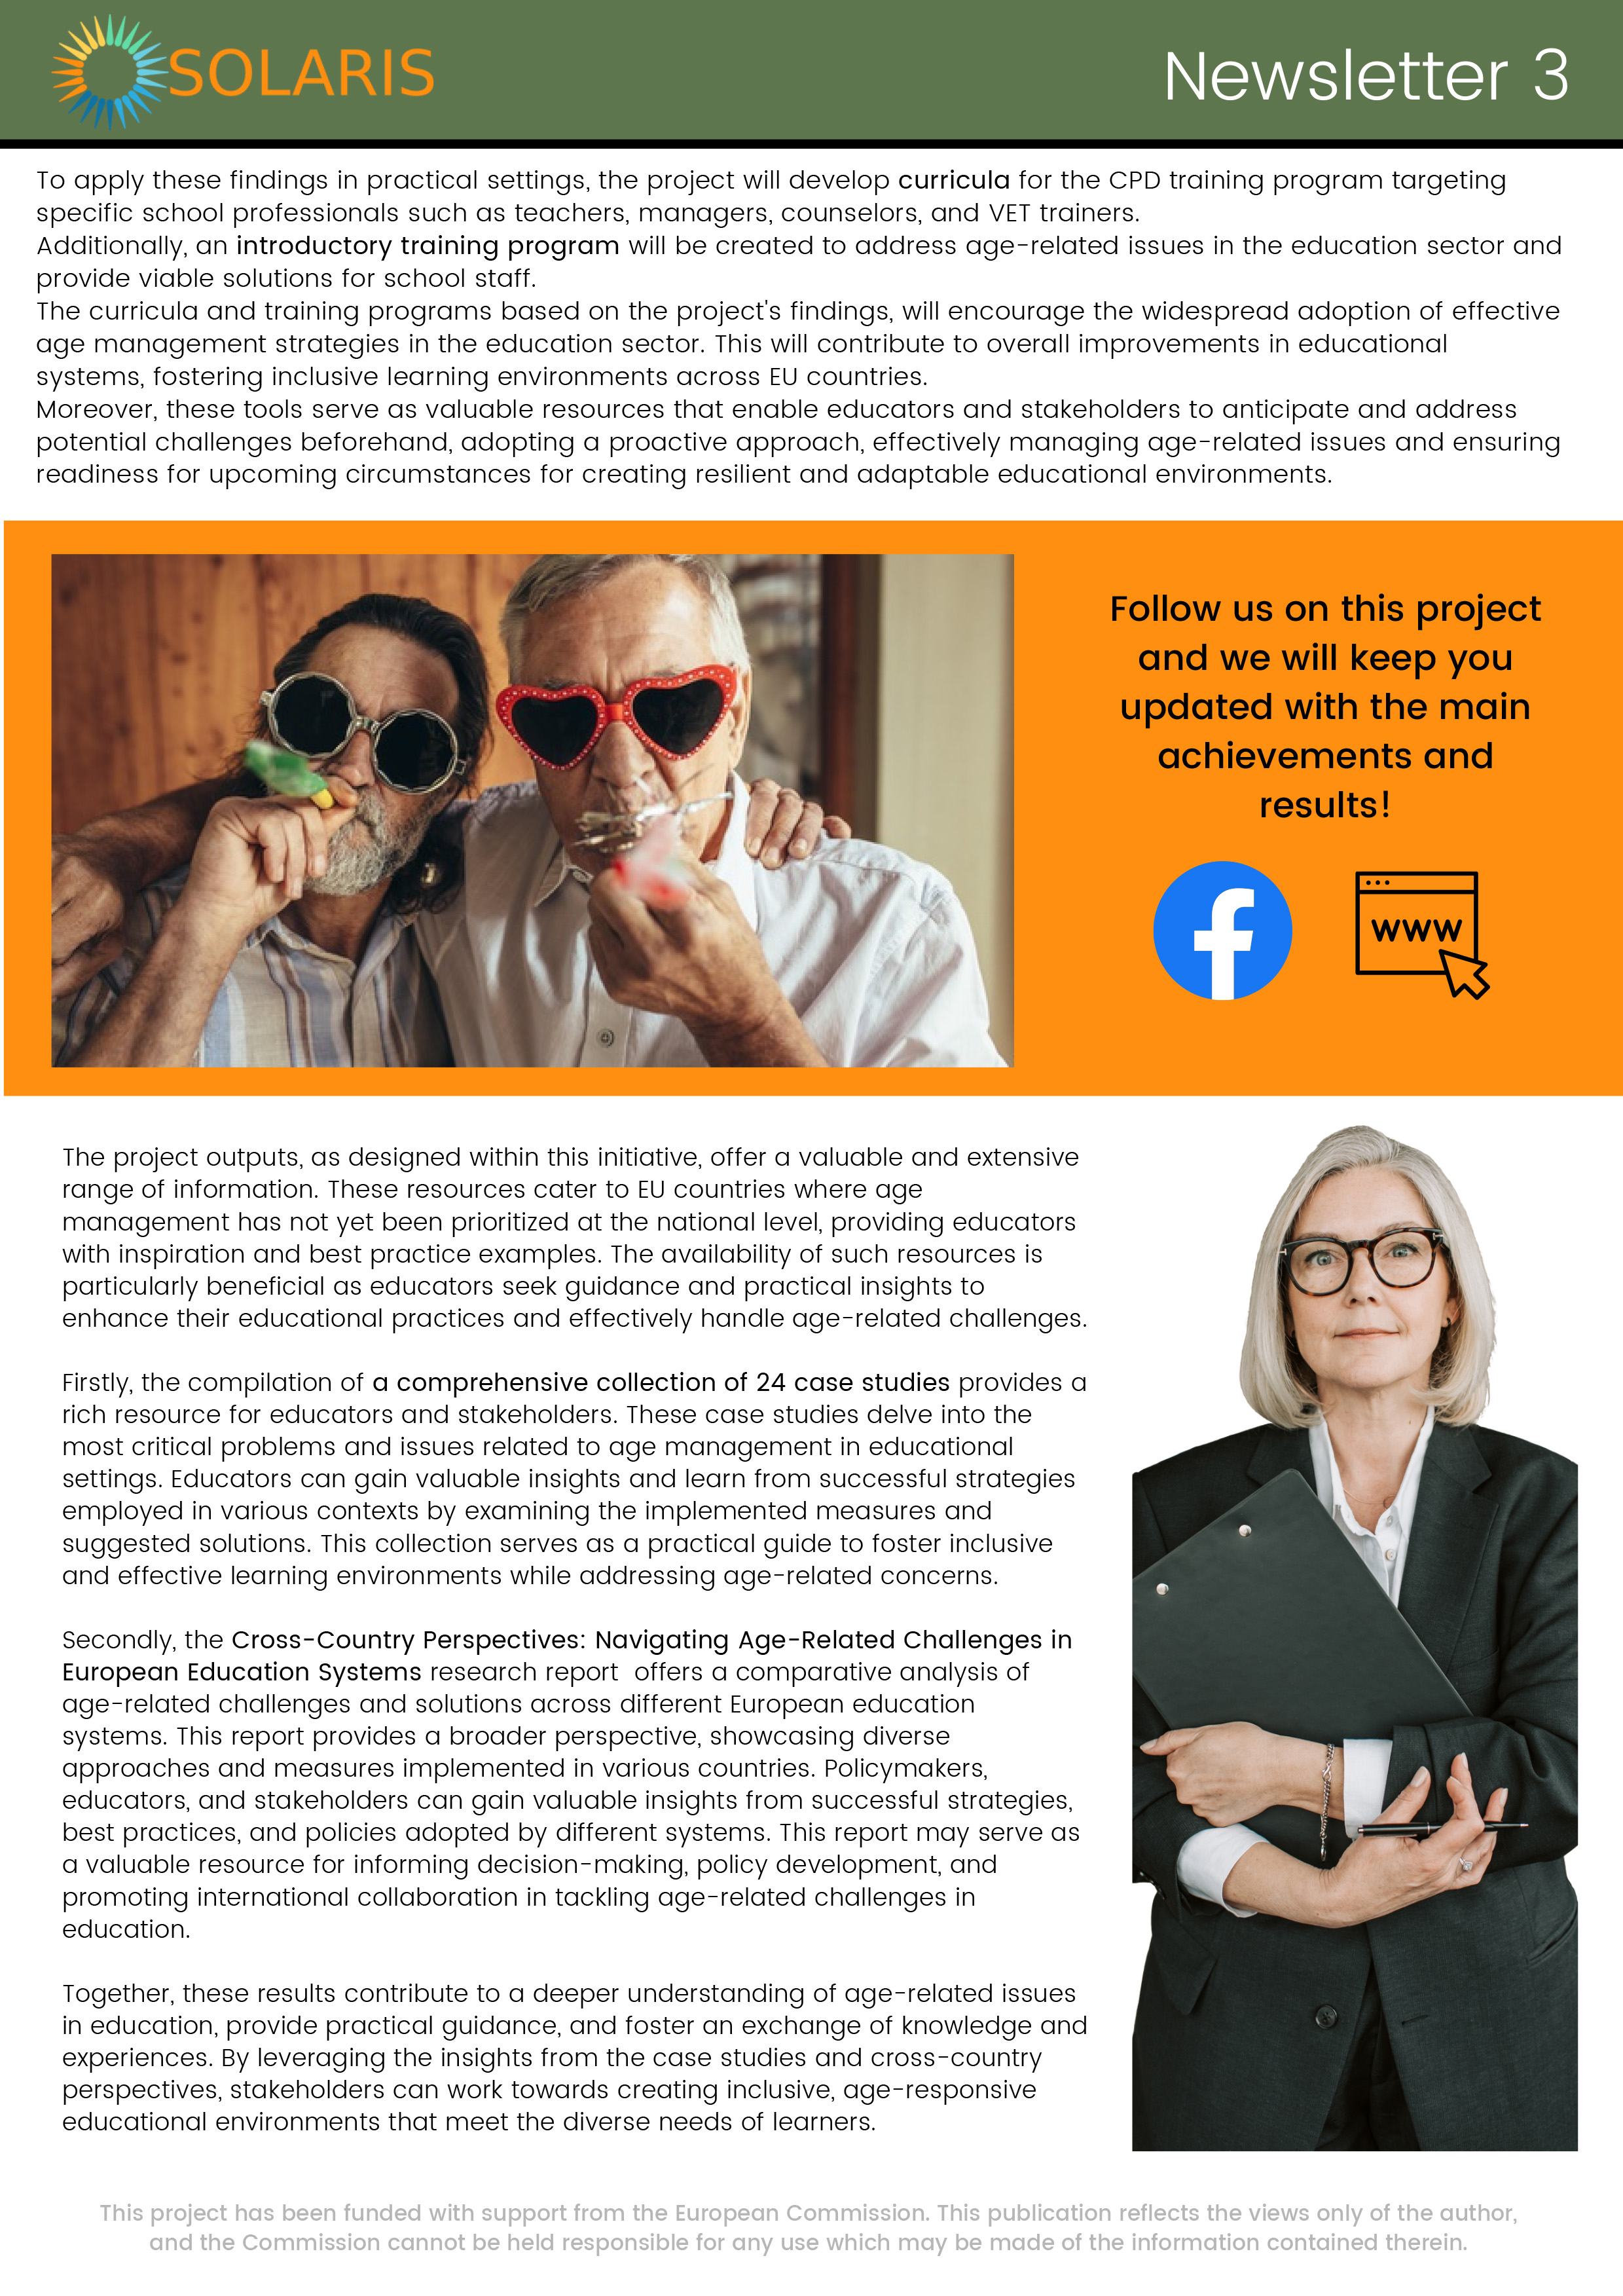 SOLARIS
Newsletter 3
To apply these findings in practical settings, the project will develop curricula for the CPD training program targeting
specific school professionals such as teachers, managers, counselors, and VET trainers.
Additionally, an introductory training program will be created to address age-related issues in the education sector and
provide viable solutions for school staff.
The curricula and training programs based on the project's findings, will encourage the widespread adoption of effective
age management strategies in the education sector. This will contribute to overall improvements in educational
systems, fostering inclusive learning environments across EU countries.
Moreover, these tools serve as valuable resources that enable educators and stakeholders to anticipate and address
potential challenges beforehand, adopting a proactive approach, effectively managing age-related issues and ensuring
readiness for upcoming circumstances for creating resilient and adaptable educational environments.
Follow us on this project
and we will keep you
updated with the main
achievements and
results!
www
The project outputs, as designed within this initiative, offer a valuable and extensive
range of information. These resources cater to EU countries where age
management has not yet been prioritized at the national level, providing educators
with inspiration and best practice examples. The availability of such resources is
particularly beneficial as educators seek guidance and practical insights to
enhance their educational practices and effectively handle age-related challenges.
Firstly, the compilation of a comprehensive collection of 24 case studies provides a
rich resource for educators and stakeholders. These case studies delve into the
most critical problems and issues related to age management in educational
settings. Educators can gain valuable insights and learn from successful strategies
employed in various contexts by examining the implemented measures and
suggested solutions. This collection serves as a practical guide to foster inclusive
and effective learning environments while addressing age-related concerns.
Secondly, the Cross-Country Perspectives: Navigating Age-Related Challenges in
European Education Systems research report offers a comparative analysis of
age-related challenges and solutions across different European education
systems. This report provides a broader perspective, showcasing diverse
approaches and measures implemented in various countries. Policymakers,
educators, and stakeholders can gain valuable insights from successful strategies,
best practices, and policies adopted by different systems. This report may serve as
a valuable resource for informing decision-making, policy development, and
promoting international collaboration in tackling age-related challenges in
education.
Together, these results contribute to a deeper understanding of age-related issues
in education, provide practical guidance, and foster an exchange of knowledge and
experiences. By leveraging the insights from the case studies and cross-country
perspectives, stakeholders can work towards creating inclusive, age-responsive
educational environments that meet the diverse needs of learners.
This project has been funded with support from the European Commission. This publication reflects the views only of the author,
and the Commission cannot be held responsible for any use which may be made of the information contained therein.